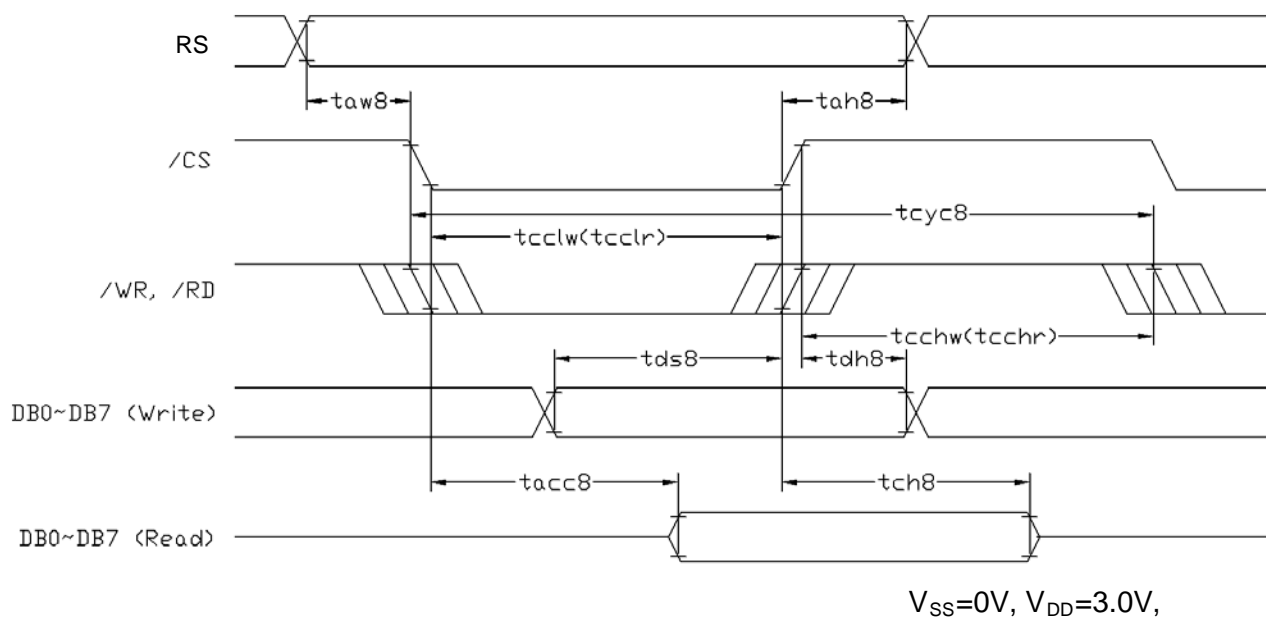 RS
taw8
tah8
/CS
tcyc8
tcclw(tcclr)
/WR, /RD
tcchw(tcchr)
tds8
tdh8
DB0~DB7 (Write)
tacc8
tch8
DB0~DB7 (Read)
VSS=0V, VDD=3.0V,